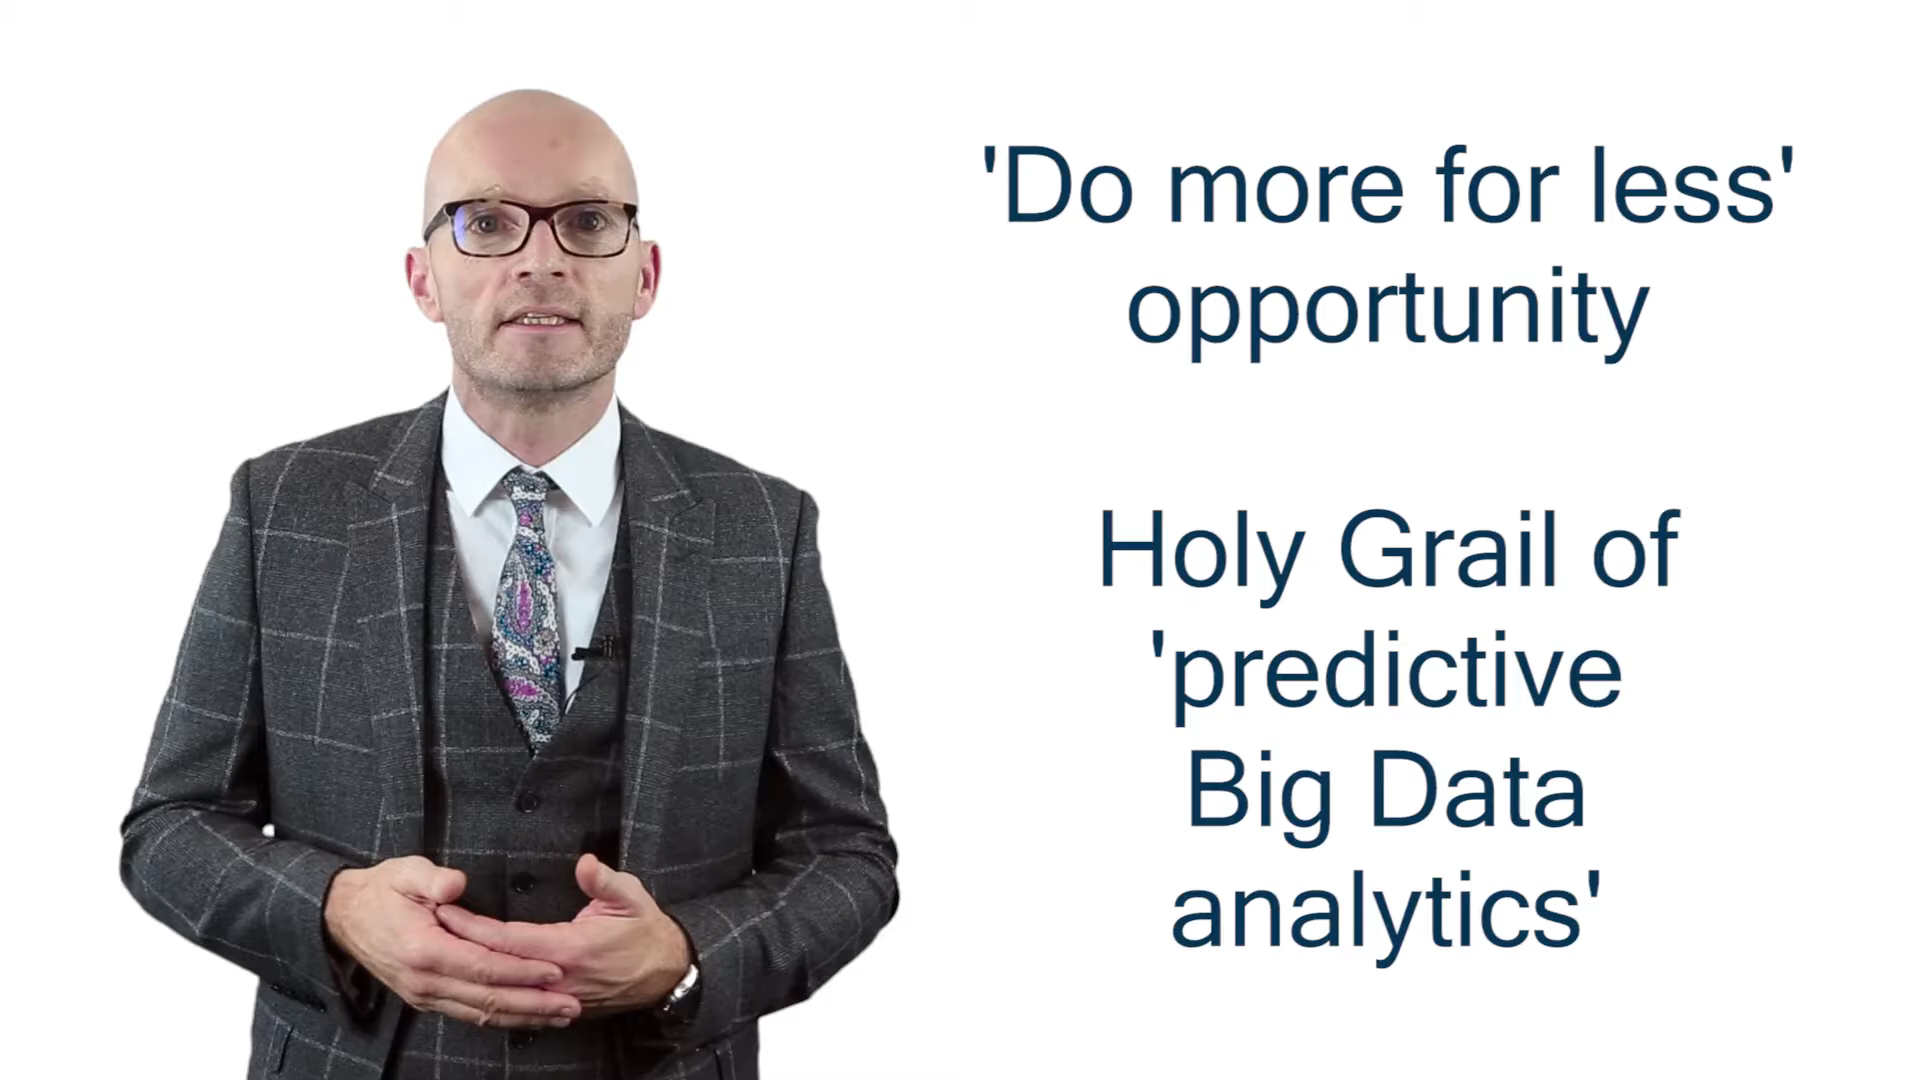 'Do more for less'
opportunity
Holy Grail of
'predictive
Big Data
analytics'